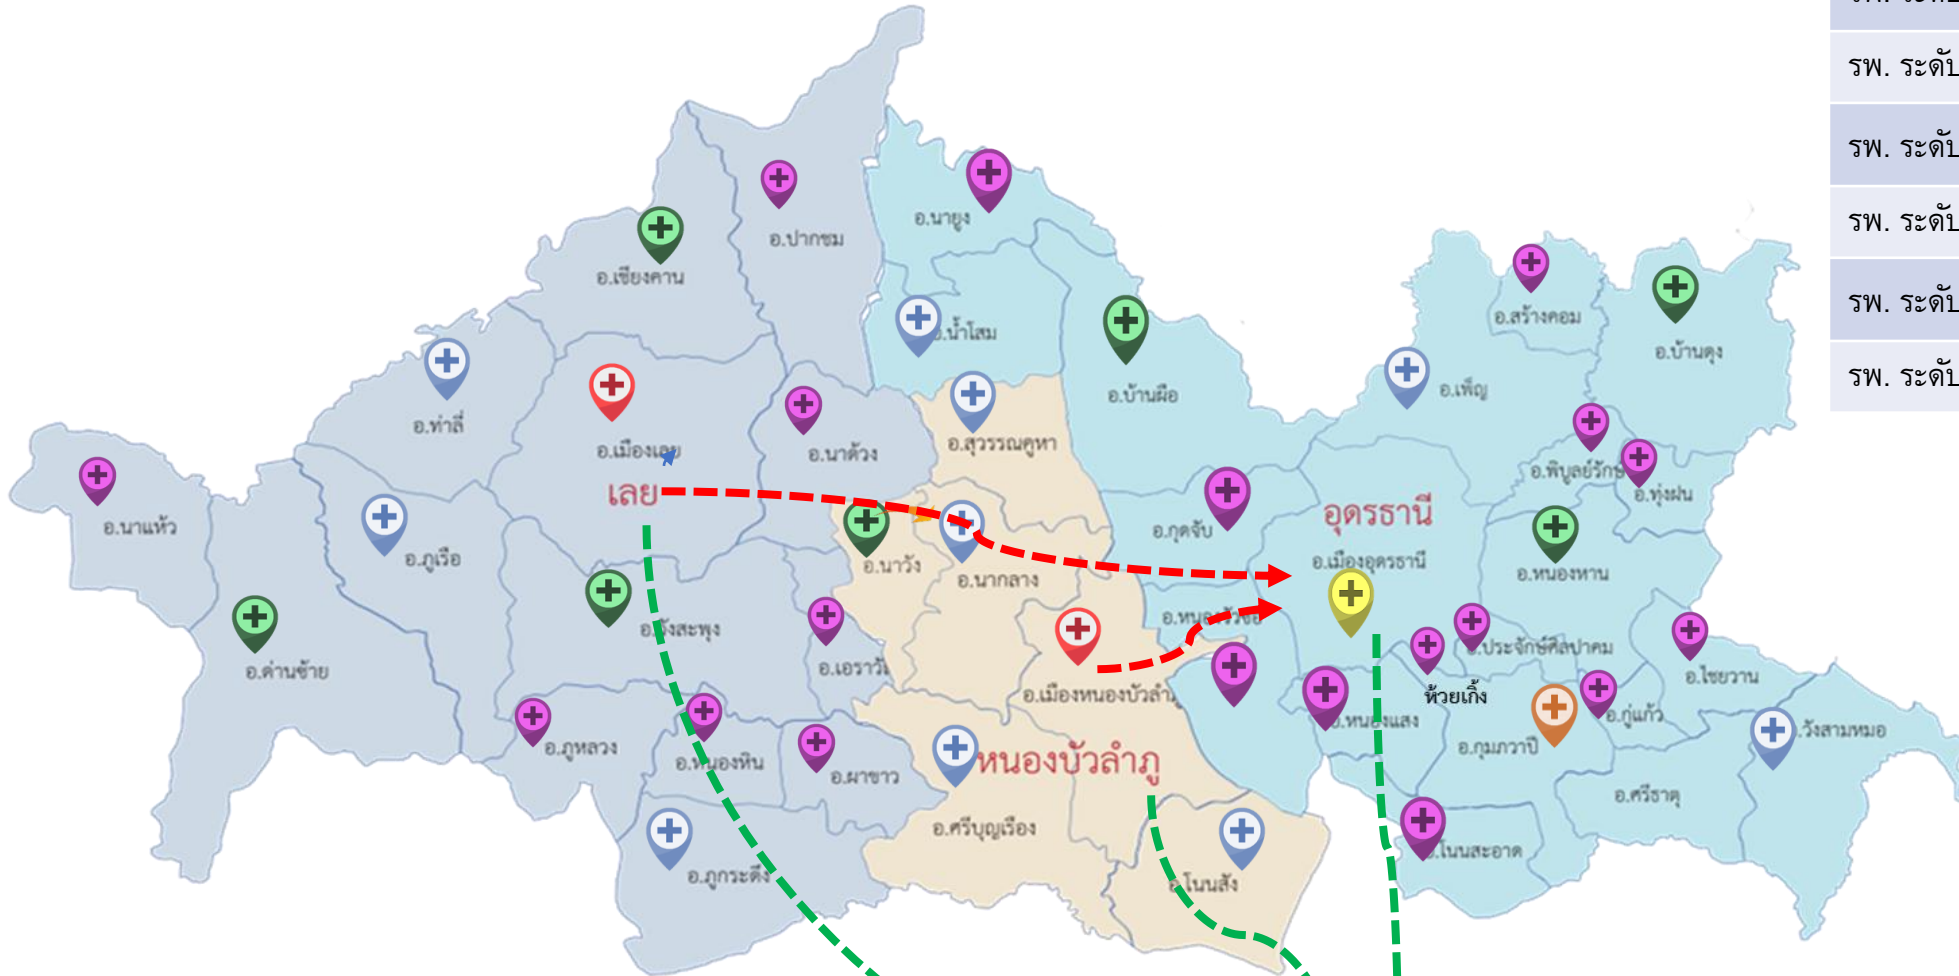 รพ. ระดับ
รพ. ระดับ
รพ. ระดับ
รพ. ระดับ
รพ. ระดับ
อ.ปากชม
อ.นายูง
อ.เชียงคาน
อ.น้ำโสม
อ.สร้างคอม
อ.บ้านดุง
อ.ท่าลี่
อ.เมืองเลย
เลย
อ.นาด้วง
อ.สุวรรณคูหา
อ.บ้านผือ
อ.เพ็ญ
อ.พิบูลย์รักษ์
อ.ทุ่งฝน
อ.นาแห้ว
อ.ภูเรือ
อ.นาวัง
อ.นากลาง
อ.กุดจับ
อุดรธานี
อ.เมืองอุดรธานี
อ.หนองหาน
อ.ด่านซ้าย
อ.วังสะพุง
อ.เอราวั
อ.หนองวัวซอ
อ.ประจักษ์ศิลปาคม
อ.ไชยวาน
อ.เมืองหนองบัวลำภู
ห้วยเกิ้ง
อ.หนองแสง
อ.กู่แก้ว
อ.วังสามหมอ
อ.ภูหลวง
อ.หนองหิน
อ.ผาขาว
หนองบัวลำภู
อ.กุมภวาปี
อ.ศรีธาตุ
อ.ศรีบุญเรือง
อ.โนนสะอาด
อ.ภูกระดึง
อ.โนนสัง